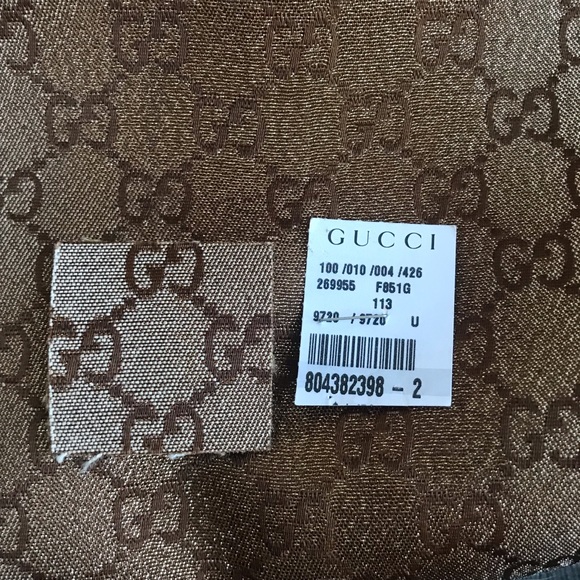 GUCCI
100 /010 /004 /426
269955 F851G
113
9720 / 9720 U
804382398 - 2